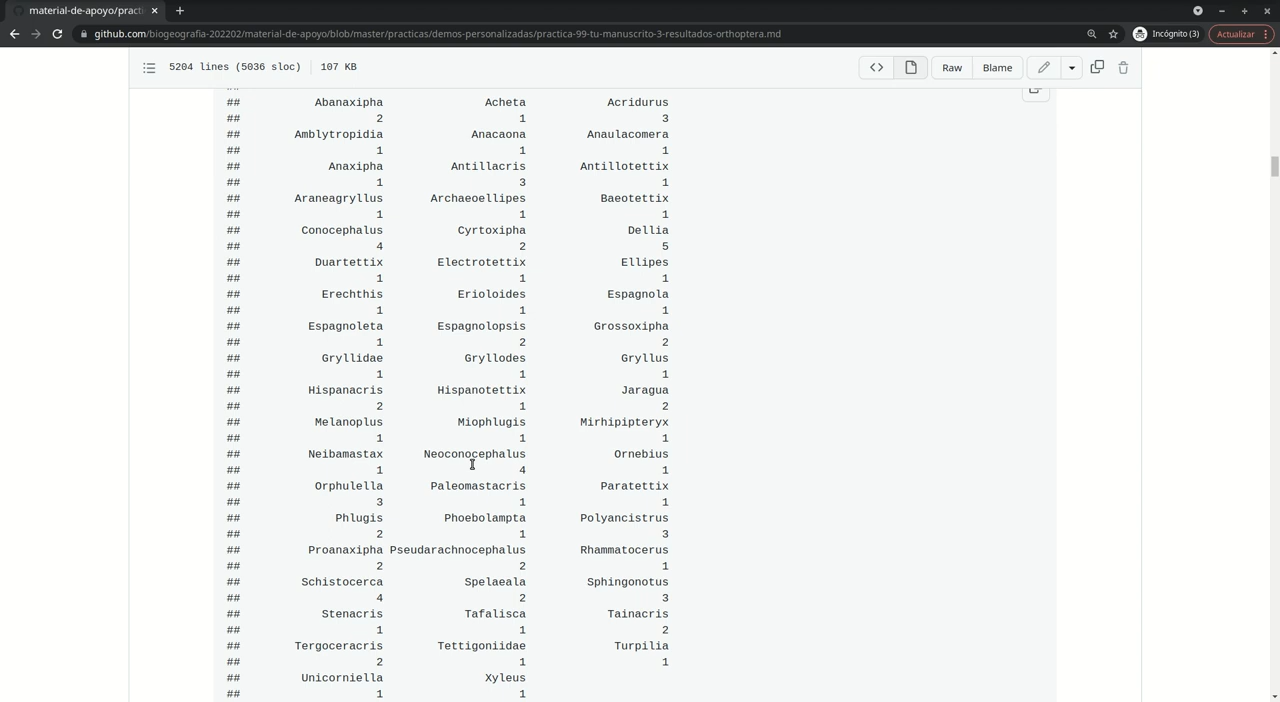 material-de-apoyo/pract
github.com/biogeografia-202202/material-de-apoyo/blob/master/practicas/demos-personalizadas/practica-99-tu-manuscrito-3-resultados-orthoptera.md
Incógnito (3)
Actualizar
5204 lines (5036 sloc) 107 KB
Raw Blame
##
## Abanaxipha Acheta Acridurus
## 2 1 3
## Amblytropidia Anacaona Anaulacomera
## 1 1 1
## Anaxipha Antillacris Antillotettix
## 1 3 1
## Araneagryllus Archaeoellipes Baeotettix
## 1 1 1
## Conocephalus Cyrtoxipha Dellia
## 4 2 5
## Duartettix Electrotettix Ellipes
## 1 1 1
## Erechthis Erioloides Espagnola
## 1 1 1
## Espagnoleta Espagnolopsis Grossoxipha
## 1 2 2
## Gryllidae Gryllodes Gryllus
## 1 1 1
## Hispanacris Hispanotettix Jaragua
## 2 1 2
## Melanoplus Miophlugis Mirhipipteryx
## 1 1 1
## Neibamastax Neoconocephalus Ornebius
## 1 4 1
## Orphulella Paleomastacris Paratettix
## 3 1 1
## Phlugis Phoebolampta Polyancistrus
## 2 1 3
## Proanaxipha Pseudarachnocephalus Rhammatocerus
## 2 2 1
## Schistocerca Spelaeala Sphingonotus
## 4 2 3
## Stenacris Tafalisca Tainacris
## 1 1 2
## Tergoceracris Tettigoniidae Turpilia
## 2 1 1
## Unicorniella Xyleus
## 1 1